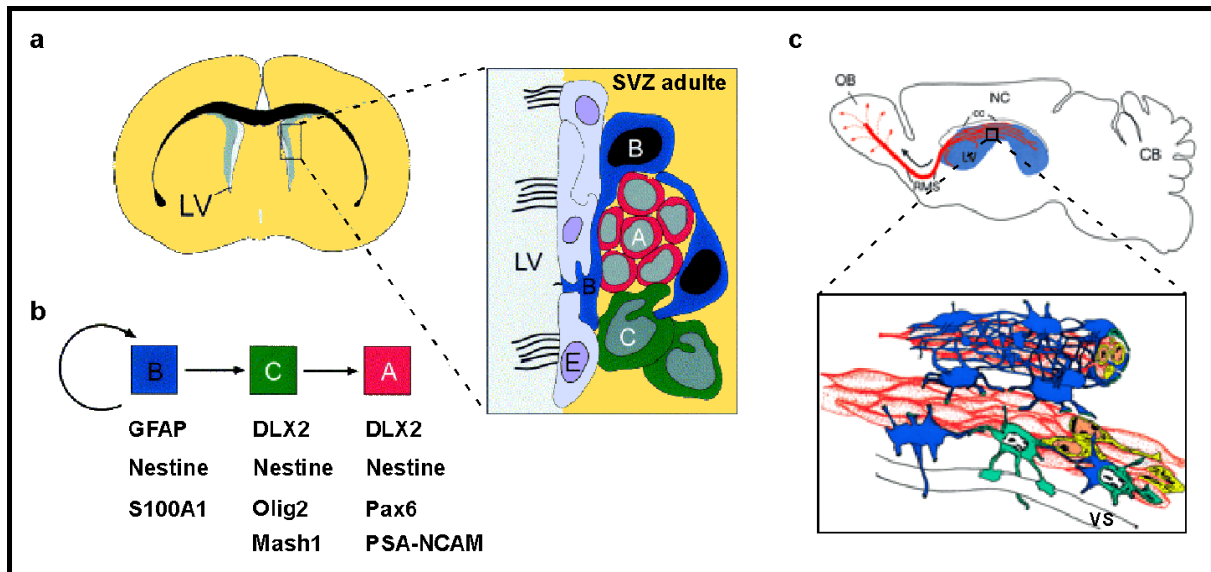 a
LV
SVZ adulte
B
A
LV
B
C
E
b
B C A
GFAP DLX2 DLX2
Nestine Nestine Nestine
S100A1 Olig2 Pax6
Mash1 PSA-NCAM
c
OB
NC
cc
CB
LV
RMS
VS